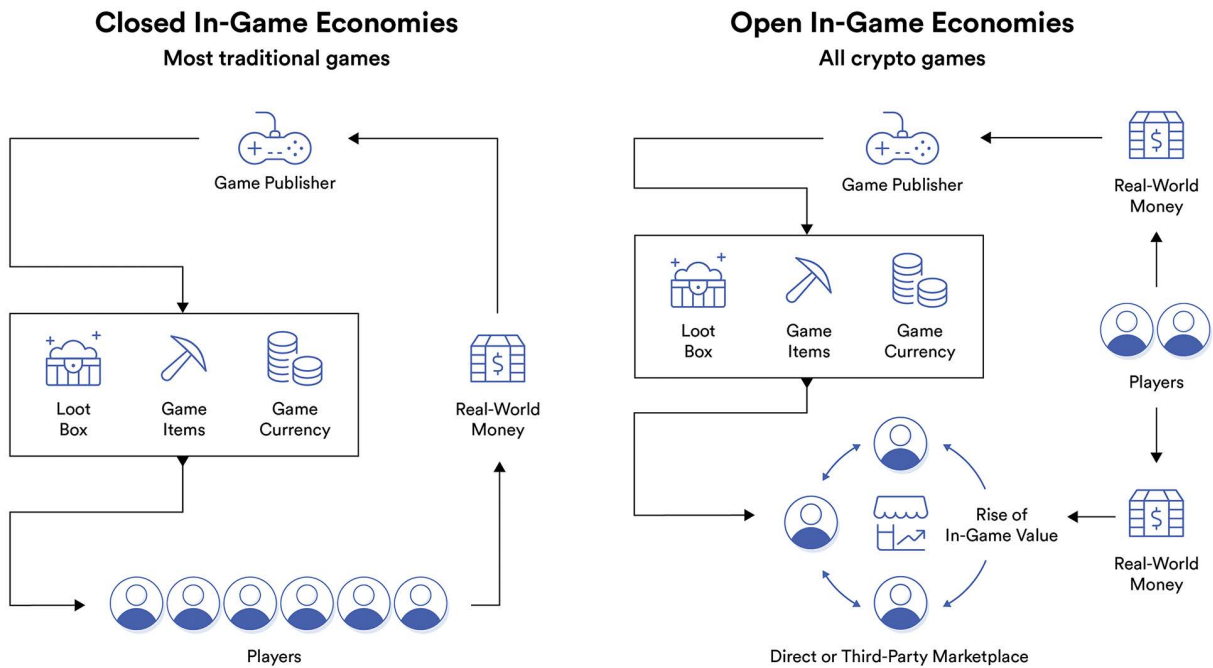 Closed In-Game Economies
Most traditional games
Game Publisher
Loot
Box
Game
Items
Game
Currency
Real-World
Money
Players
Open In-Game Economies
All crypto games
Game Publisher
Real-World
Money
Loot
Box
Game
Items
Game
Currency
Players
Rise of
In-Game Value
Real-World
Money
Direct or Third-Party Marketplace